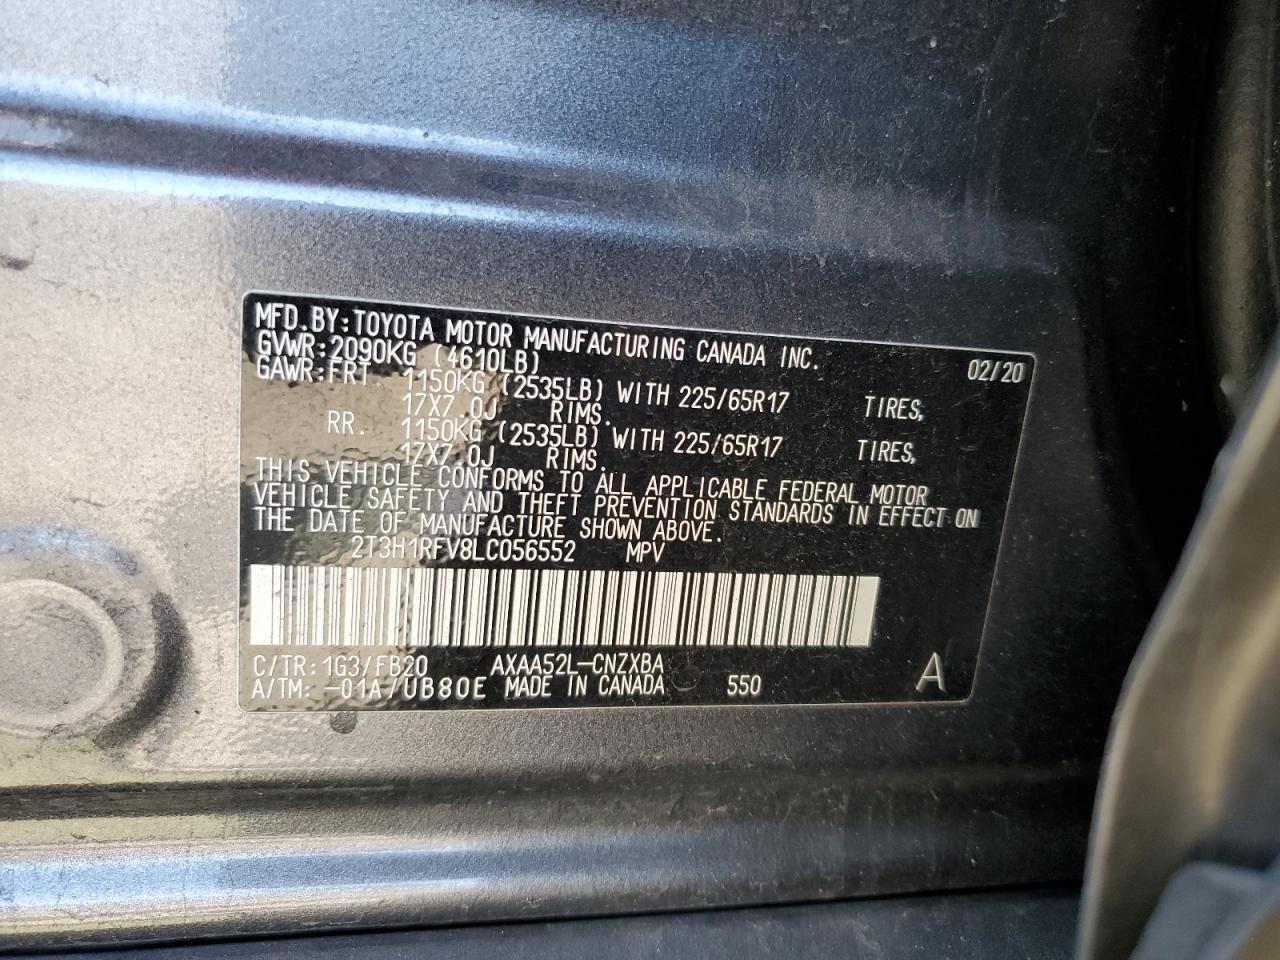 MFD.BY:TOYOTA MOTOR MANUFACTURING CANADA INC.
GVWR:2090KG (4610LB) 02/20
GAWR:FRT 1150KG (2535LB) WITH 225/65R17 TIRES,
17X7.0J RIMS.
RR. 1150KG (2535LB) WITH 225/65R17 TIRES,
17X7.0J RIMS.
THIS VEHICLE CONFORMS TO ALL APPLICABLE FEDERAL MOTOR
VEHICLE SAFETY AND THEFT PREVENTION STANDARDS IN EFFECT ON
THE DATE OF MANUFACTURE SHOWN ABOVE.
2T3H1RFV8LC056552 MPV
C/TR: 1G3/FB20 AXAA52L-CNZXBA
A/TM: -01A/UB80E MADE IN CANADA 550 A